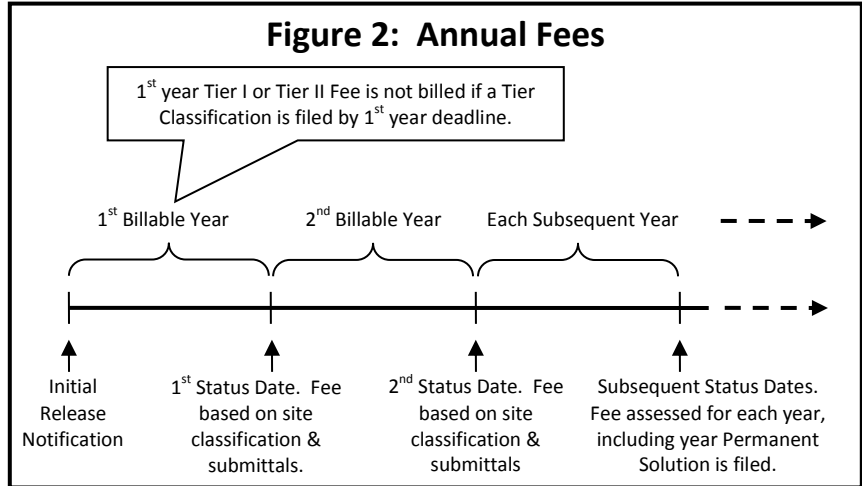 Figure 2: Annual Fees
1st year Tier I or Tier II Fee is not billed if a Tier
Classification is filed by 1st year deadline.
1st Billable Year
2nd Billable Year
Each Subsequent Year
Initial
Release
Notification
1st Status Date. Fee
based on site
classification &
submittals.
2nd Status Date. Fee
based on site
classification &
submittals
Subsequent Status Dates.
Fee assessed for each year,
including year Permanent
Solution is filed.